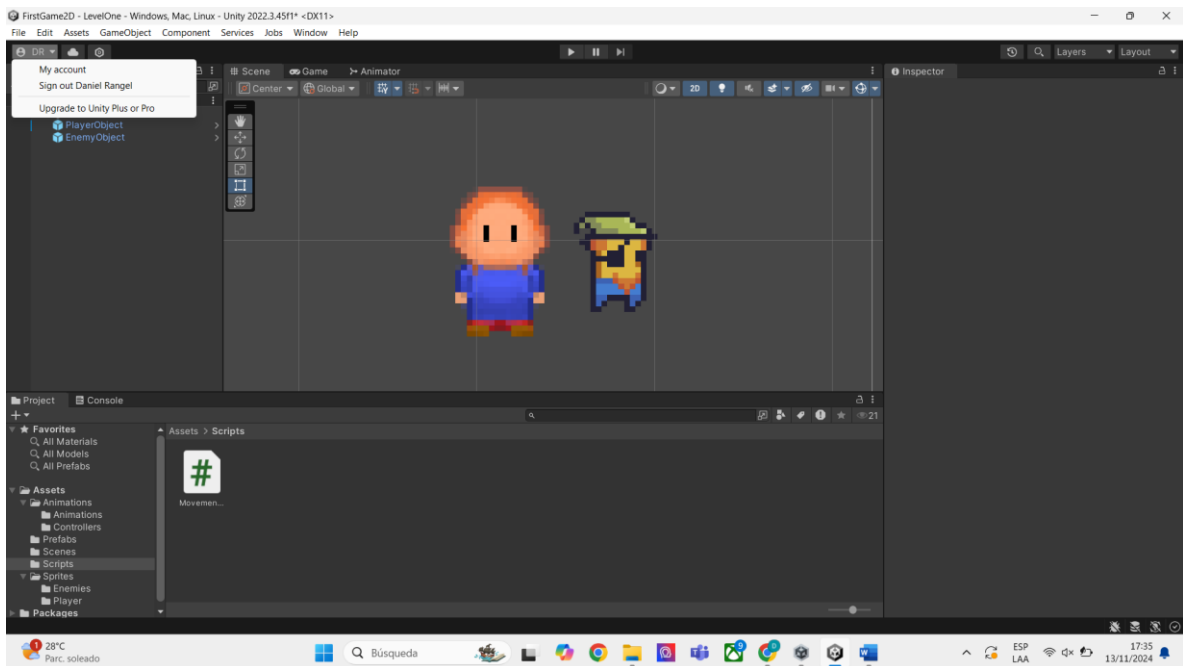 FirstGame2D - LevelOne - Windows, Mac, Linux - Unity 2022.3.45f1* <DX11>
File Edit Assets GameObject Component Services Jobs Window Help
DR
Layers Layout
My account
Sign out Daniel Rangel
Upgrade to Unity Plus or Pro
Scene Game Animator
Inspector
Center Global 2D
PlayerObject
EnemyObject
Project Console
21
Favorites
All Materials
All Models
All Prefabs
Assets
Animations
Animations
Controllers
Prefabs
Scenes
Scripts
Sprites
Enemies
Player
Packages
Assets > Scripts
#
Movemen...
1
28°C
Parc. soleado
Búsqueda
9
ESP
LAA
17:35
13/11/2024